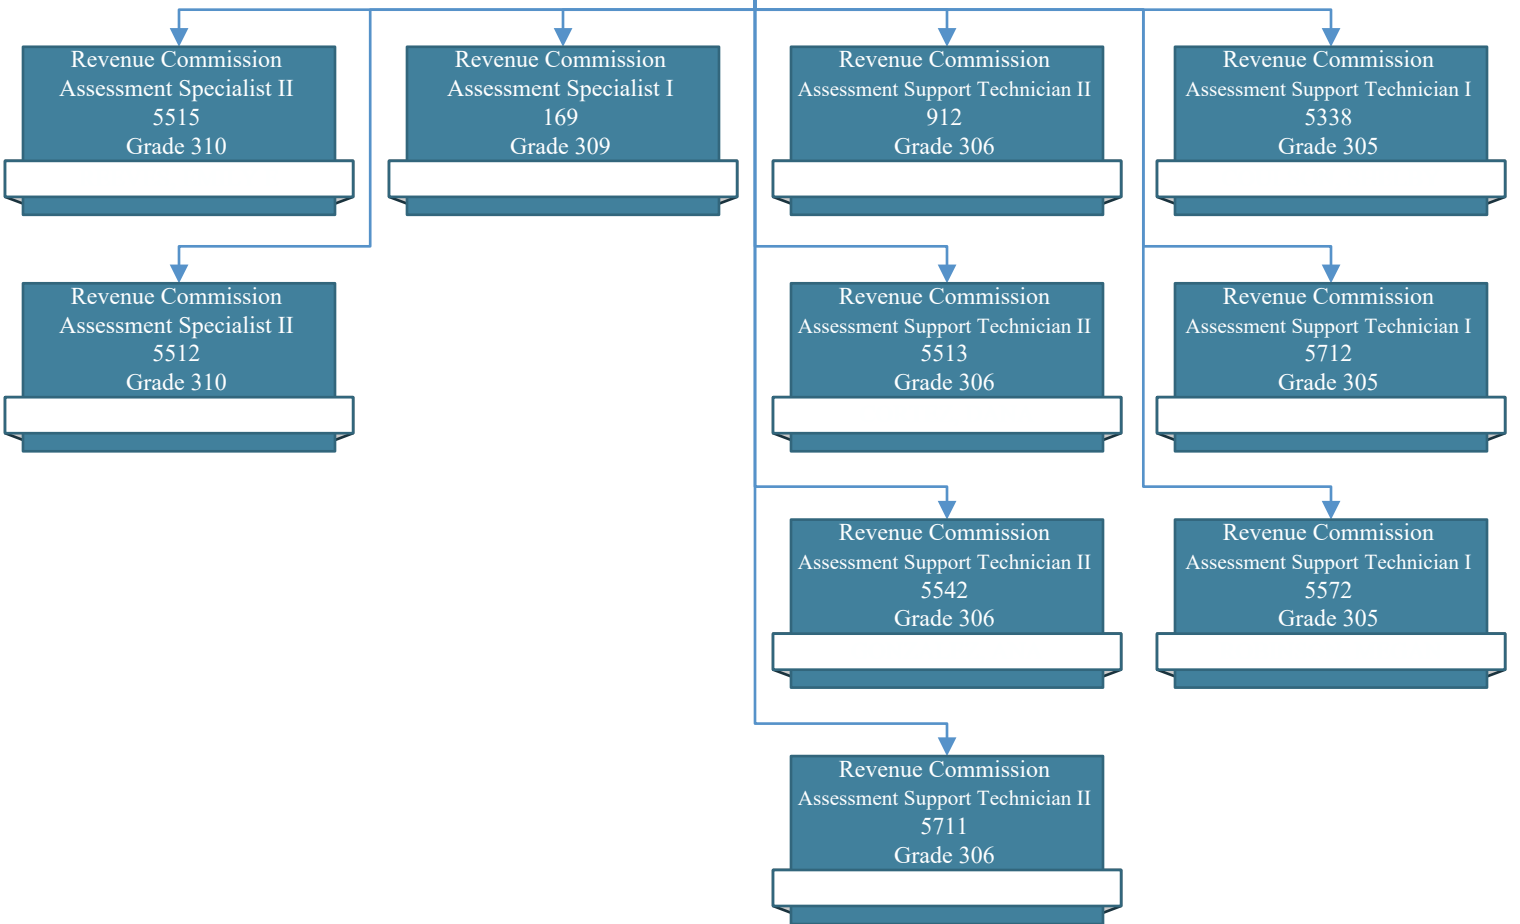 Revenue Commission
Assessment Specialist II
5515
Grade 310
Revenue Commission
Assessment Specialist I
169
Grade 309
Revenue Commission
Assessment Support Technician II
912
Grade 306
Revenue Commission
Assessment Support Technician I
5338
Grade 305
Revenue Commission
Assessment Specialist II
5512
Grade 310
Revenue Commission
Assessment Support Technician II
5513
Grade 306
Revenue Commission
Assessment Support Technician I
5712
Grade 305
Revenue Commission
Assessment Support Technician II
5542
Grade 306
Revenue Commission
Assessment Support Technician I
5572
Grade 305
Revenue Commission
Assessment Support Technician II
5711
Grade 306